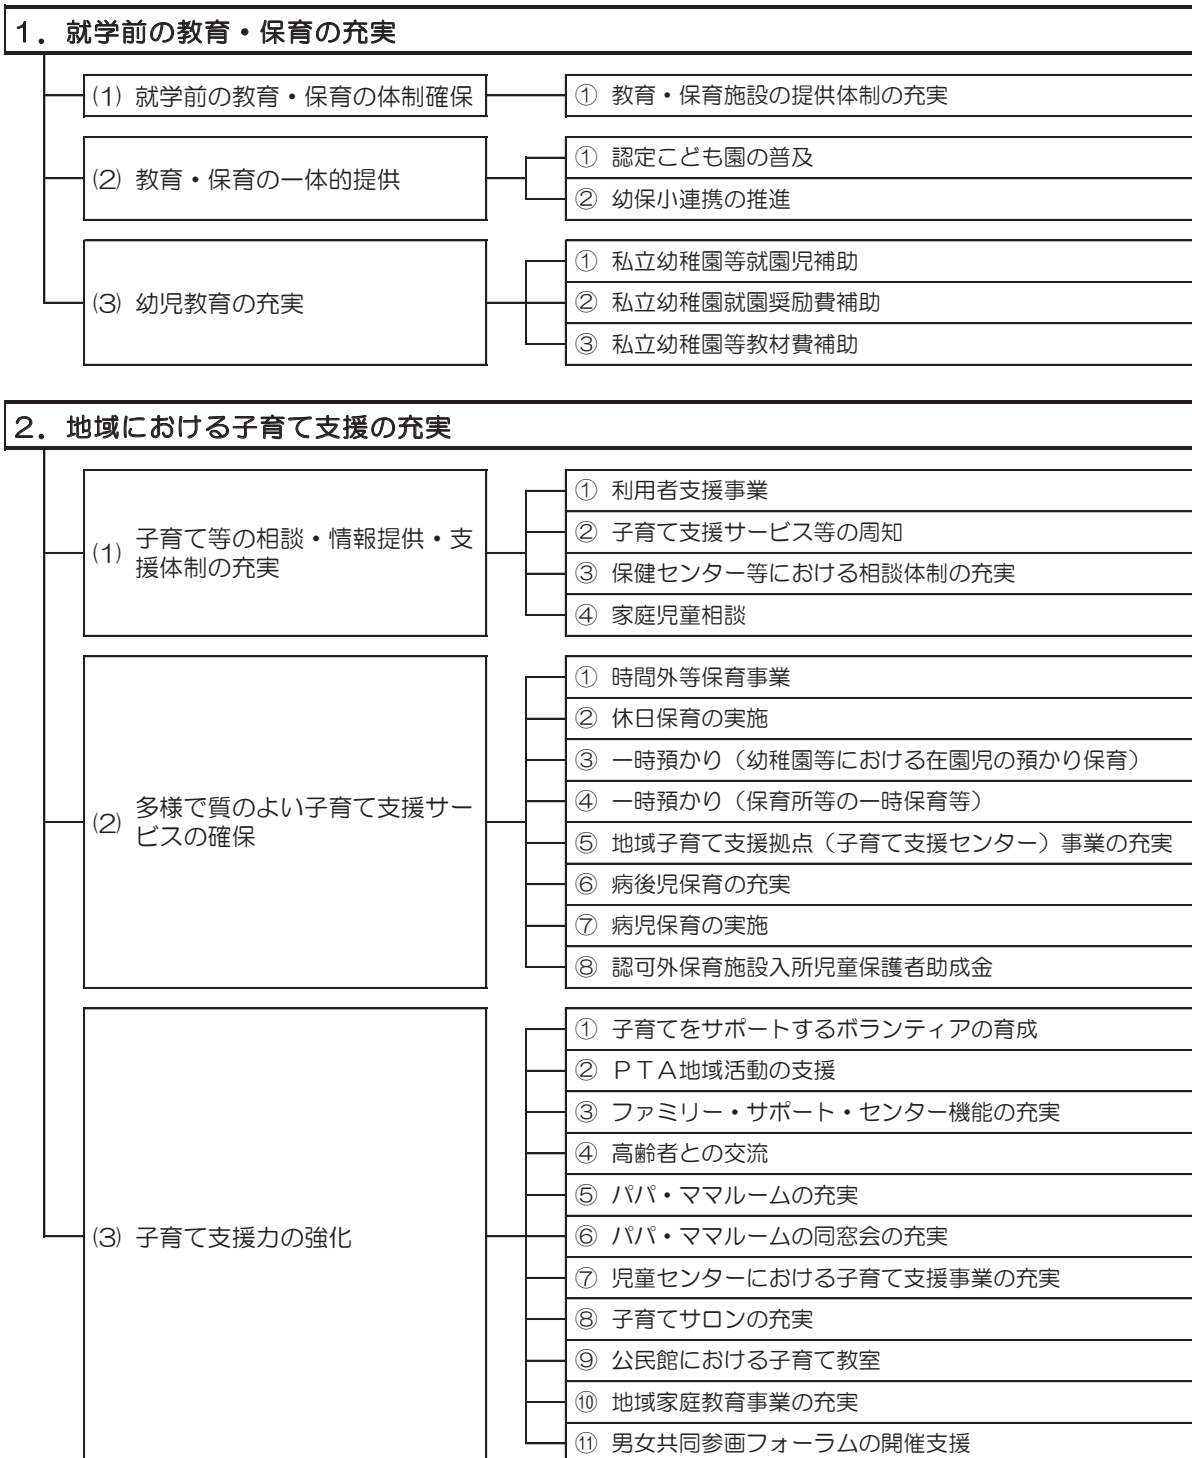 1．就学前の教育・保育の充実
(1) 就学前の教育・保育の体制確保
① 教育・保育施設の提供体制の充実
(2) 教育・保育の一体的提供
① 認定こども園の普及
② 幼保小連携の推進
(3) 幼児教育の充実
① 私立幼稚園等就園児補助
② 私立幼稚園就園奨励費補助
③ 私立幼稚園等教材費補助
2．地域における子育て支援の充実
(1) 子育て等の相談・情報提供・支
援体制の充実
① 利用者支援事業
② 子育て支援サービス等の周知
③ 保健センター等における相談体制の充実
④ 家庭児童相談
(2) 多様で質のよい子育て支援サー
ビスの確保
① 時間外等保育事業
② 休日保育の実施
③ 一時預かり（幼稚園等における在園児の預かり保育）
④ 一時預かり（保育所等の一時保育等）
⑤ 地域子育て支援拠点（子育て支援センター）事業の充実
⑥ 病後児保育の充実
⑦ 病児保育の実施
⑧ 認可外保育施設入所児童保護者助成金
(3) 子育て支援力の強化
① 子育てをサポートするボランティアの育成
② ＰＴＡ地域活動の支援
③ ファミリー・サポート・センター機能の充実
④ 高齢者との交流
⑤ パパ・ママルームの充実
⑥ パパ・ママルームの同窓会の充実
⑦ 児童センターにおける子育て支援事業の充実
⑧ 子育てサロンの充実
⑨ 公民館における子育て教室
⑩ 地域家庭教育事業の充実
⑪ 男女共同参画フォーラムの開催支援